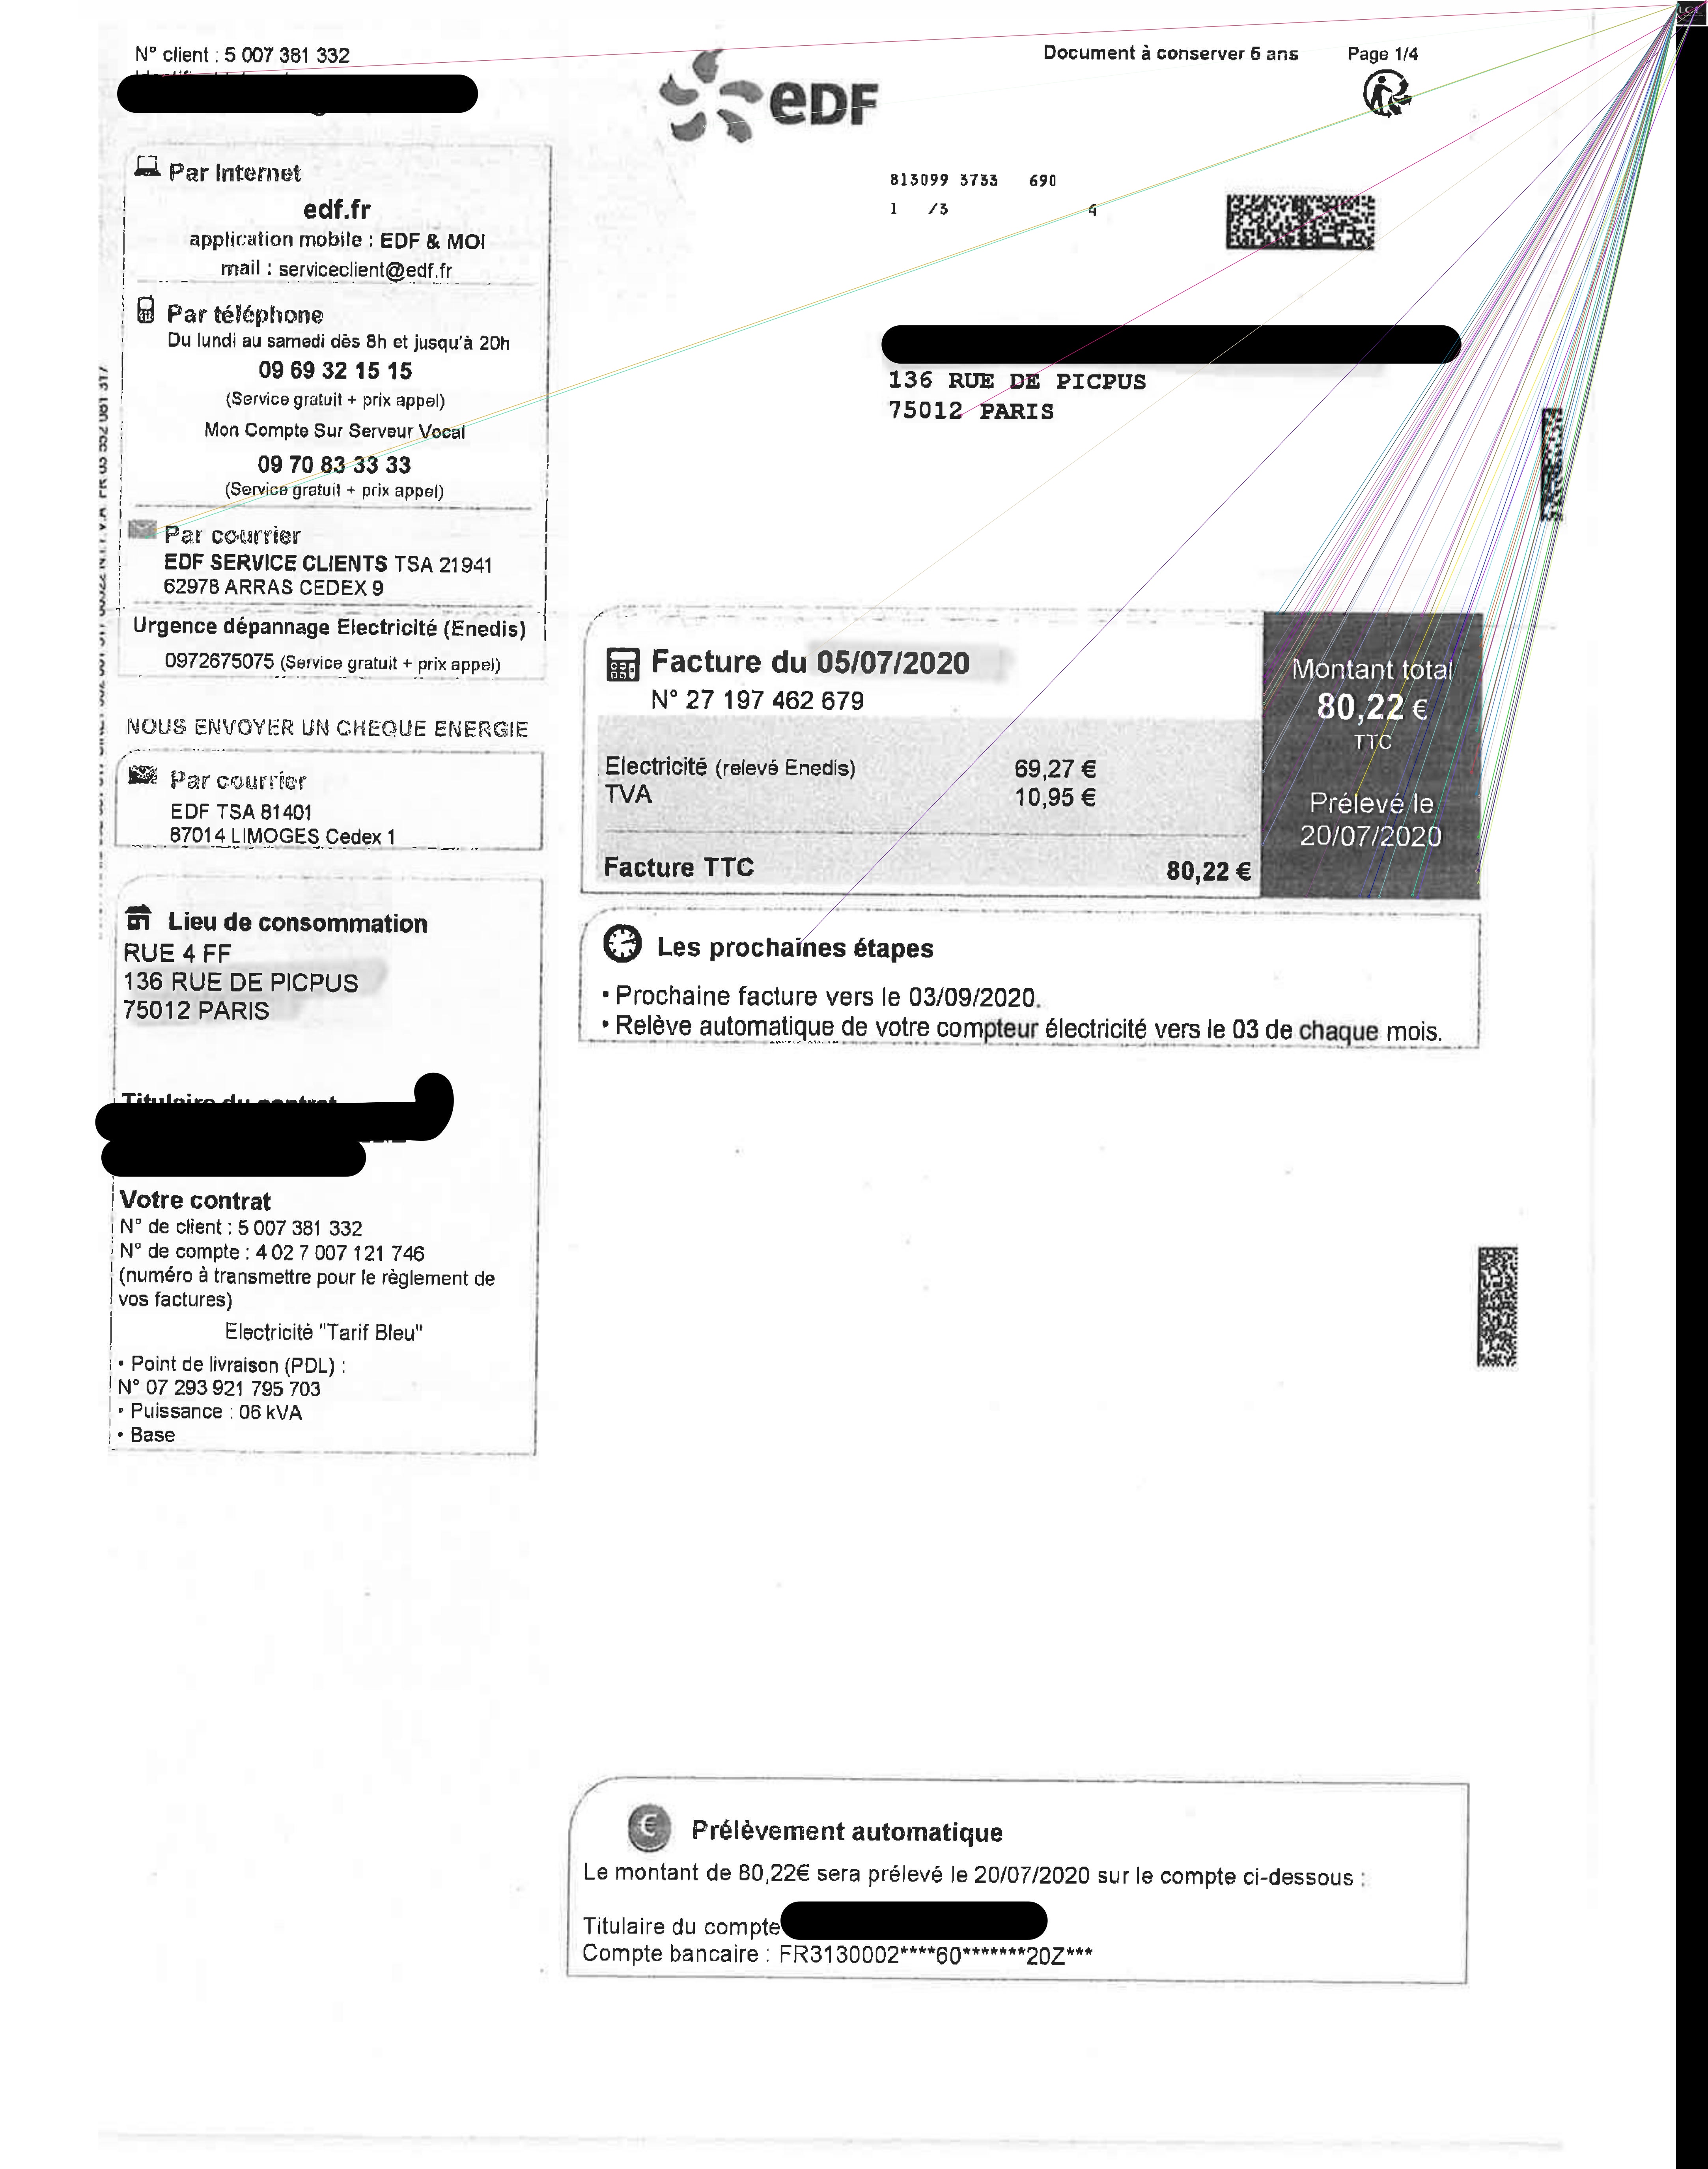 N° client : 5 007 381 332
Document à conserver 5 ans
Page 1/4
eDF
Par Internet
edf.fr
application mobile : EDF & MOI
mail : serviceclient@edf.fr
Par téléphone
Du lundi au samedi dès 8h et jusqu'à 20h
09 69 32 15 15
(Service gratuit + prix appel)
Mon Compte Sur Serveur Vocal
09 70 83 33 33
(Service gratuit + prix appel)
Par courrier
EDF SERVICE CLIENTS TSA 21941
62978 ARRAS CEDEX 9
Urgence dépannage Electricité (Enedis)
0972675075 (Service gratuit + prix appel)
NOUS ENVOYER UN CHEQUE ENERGIE
Par courrier
EDF TSA 81401
87014 LIMOGES Cedex 1
Lieu de consommation
RUE 4 FF
136 RUE DE PICPUS
75012 PARIS
Titulaire du contrat
Votre contrat
N° de client : 5 007 381 332
N° de compte : 4 02 7 007 121 746
(numéro à transmettre pour le règlement de
vos factures)
Electricité "Tarif Bleu"
• Point de livraison (PDL) :
N° 07 293 921 795 703
• Puissance : 06 kVA
• Base
813099 3733 690
1 /3 4
136 RUE DE PICPUS
75012 PARIS
Facture du 05/07/2020
N° 27 197 462 679
Electricité (relevé Enedis) 69,27 €
TVA 10,95 €
Facture TTC 80,22 €
Montant total
80,22 €
TTC
Prélevé le
20/07/2020
Les prochaines étapes
• Prochaine facture vers le 03/09/2020.
• Relève automatique de votre compteur électricité vers le 03 de chaque mois.
Prélèvement automatique
Le montant de 80,22€ sera prélevé le 20/07/2020 sur le compte ci-dessous :
Titulaire du compte
Compte bancaire : FR3130002****60*******20Z***
LCL